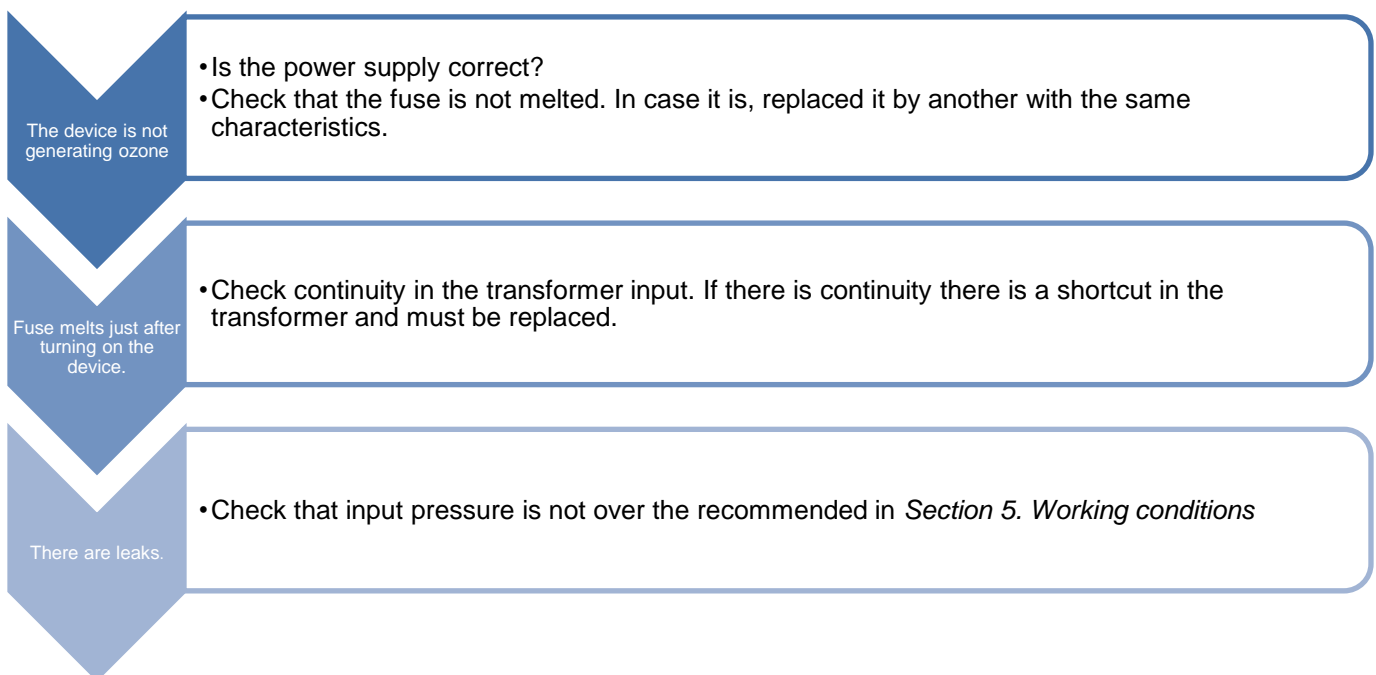 The device is not
generating ozone
•Is the power supply correct?
•Check that the fuse is not melted. In case it is, replaced it by another with the same
characteristics.
Fuse melts just after
turning on the
device.
•Check continuity in the transformer input. If there is continuity there is a shortcut in the
transformer and must be replaced.
There are leaks.
•Check that input pressure is not over the recommended in Section 5. Working conditions